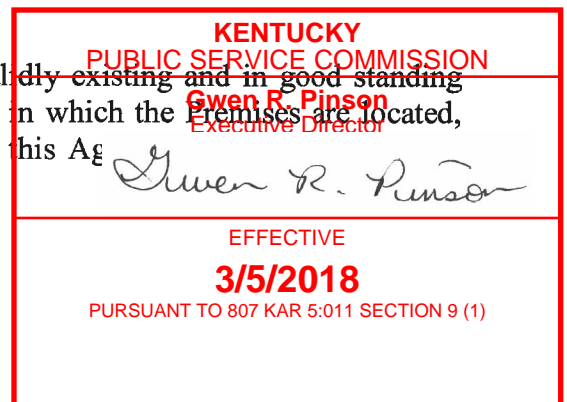 KENTUCKY
PUBLIC SERVICE COMMISSION
lidly existing and in good standing
Gwen R. Pinson
in which the Premises are located,
Executive Director
this Ag
Gwen R. Pinson
EFFECTIVE
3/5/2018
PURSUANT TO 807 KAR 5:011 SECTION 9 (1)